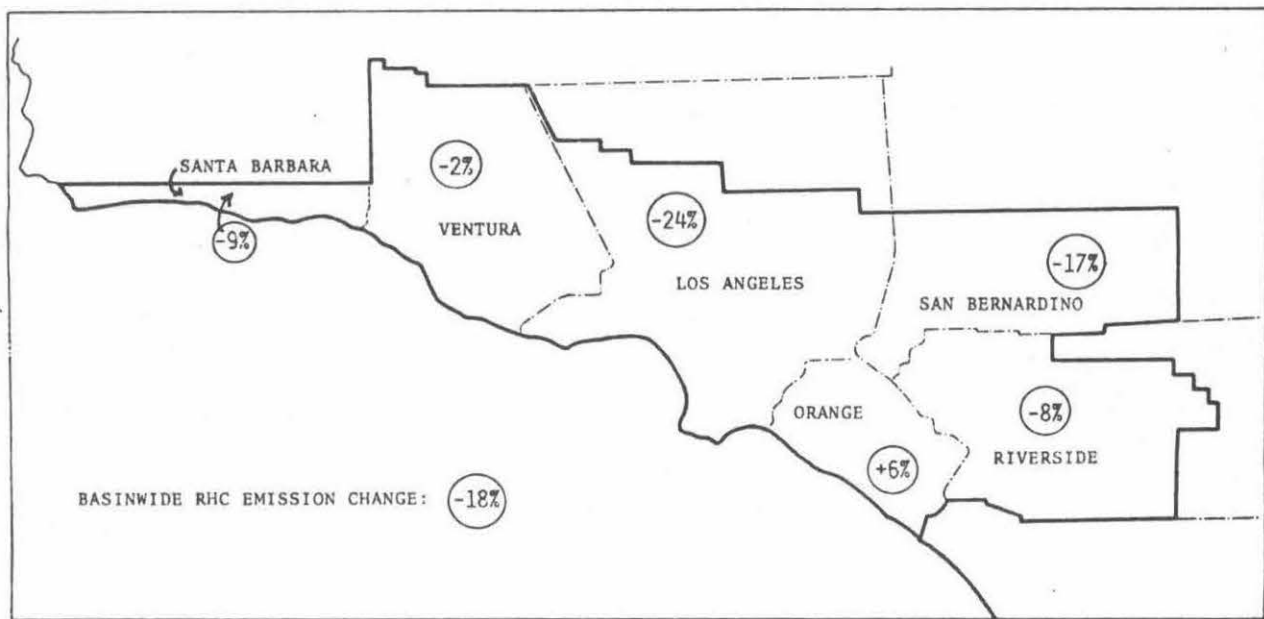 SANTA BARBARA
-9%
-2%
VENTURA
-24%
LOS ANGELES
-17%
SAN BERNARDINO
ORANGE
+6%
-8%
RIVERSIDE
BASINWIDE RHC EMISSION CHANGE: -18%